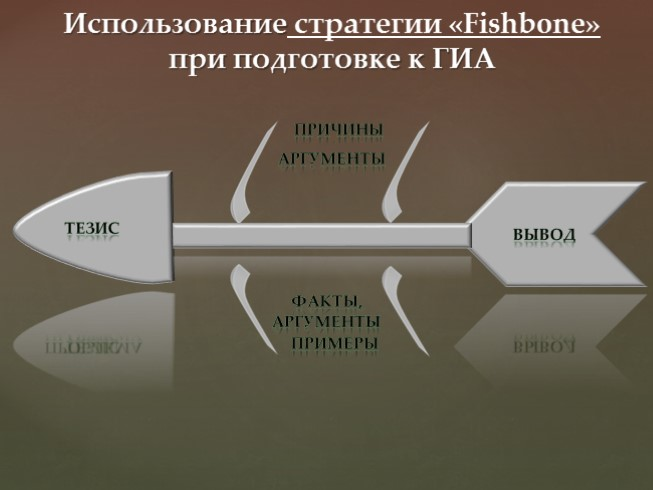 Использование стратегии «Fishbone»
при подготовке к ГИА
ПРИЧИНЫ
АРГУМЕНТЫ
ТЕЗИС
ВЫВОД
ФАКТЫ,
АРГУМЕНТЫ
ПРИМЕРЫ